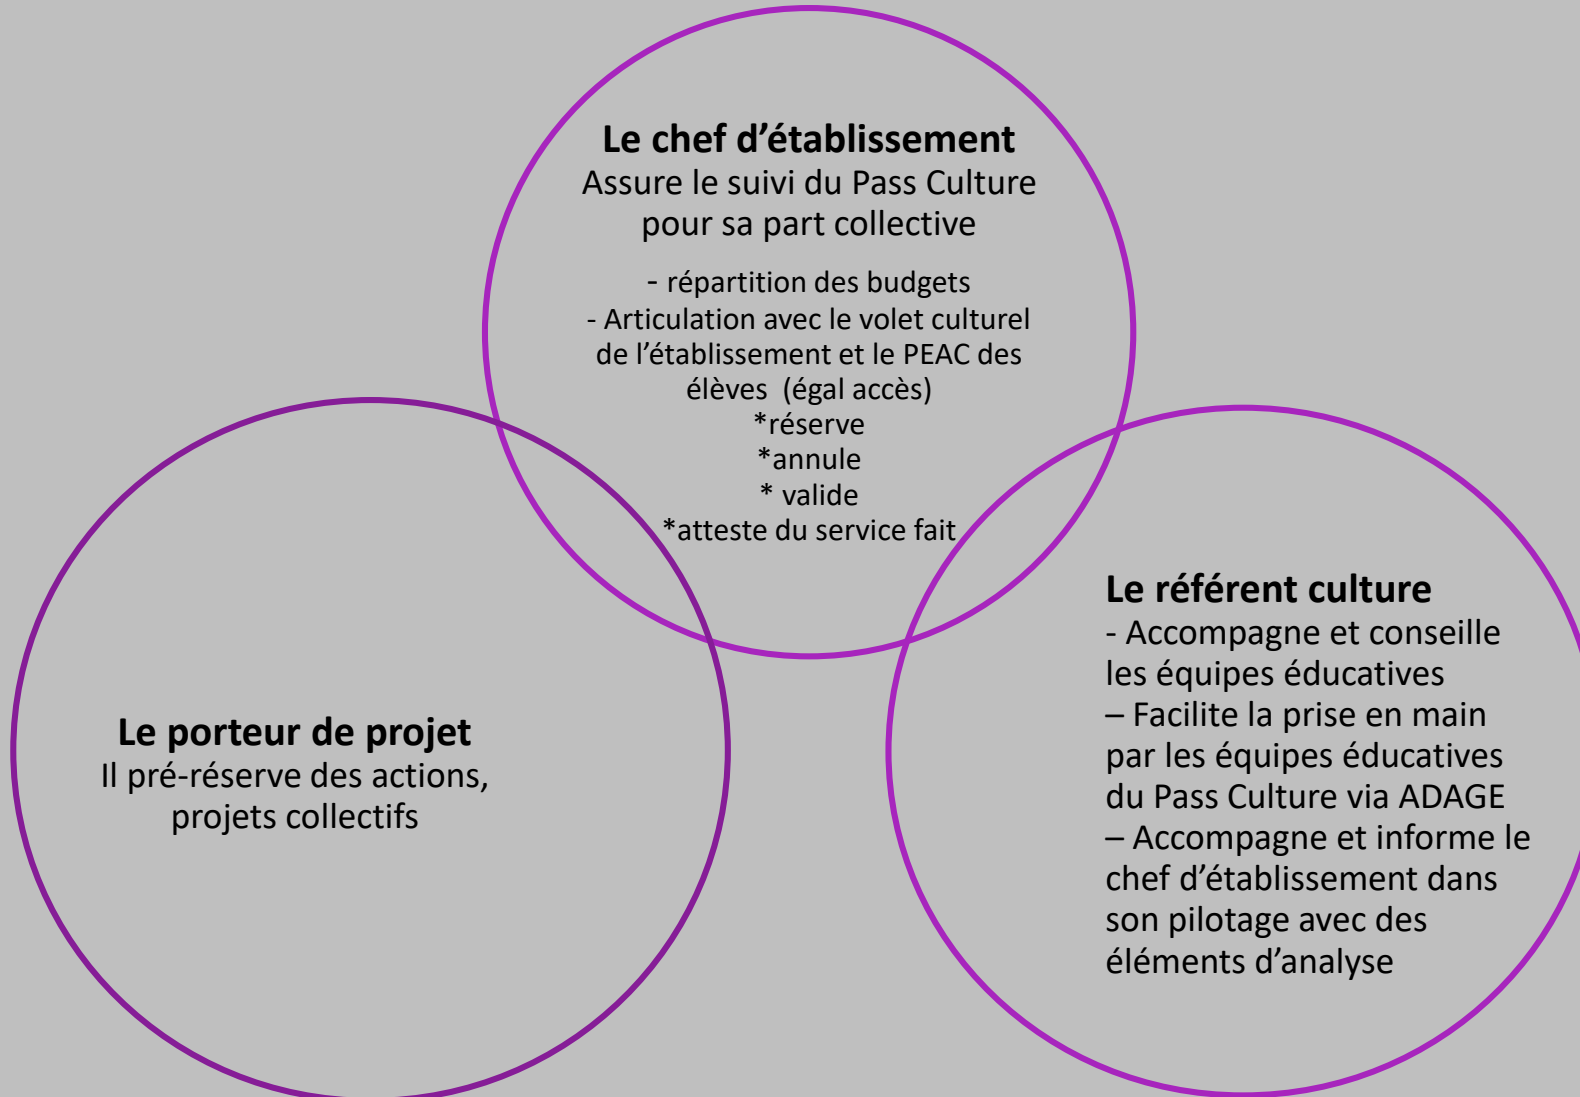 Le chef d’établissement
Assure le suivi du Pass Culture
pour sa part collective
- répartition des budgets
- Articulation avec le volet culturel
de l’établissement et le PEAC des
élèves  (égal accès)
*réserve
*annule
* valide
*atteste du service fait
Le porteur de projet
Il pré-réserve des actions,
projets collectifs
Le référent culture
- Accompagne et conseille
les équipes éducatives
– Facilite la prise en main
par les équipes éducatives
du Pass Culture via ADAGE
– Accompagne et informe le
chef d’établissement dans
son pilotage avec des
éléments d’analyse